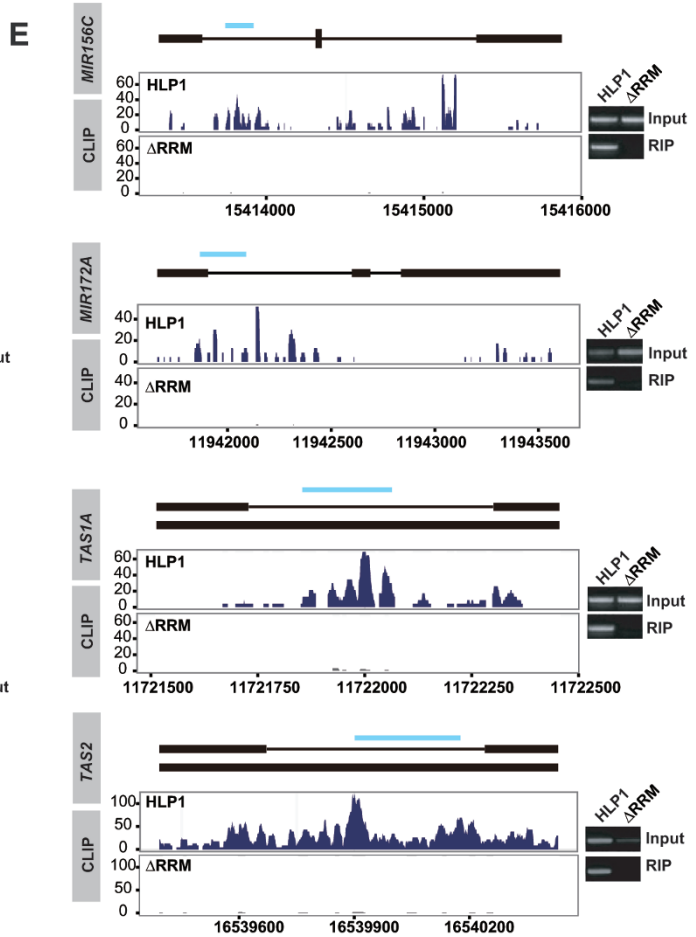 E
MIR156C
CLIP
HLP1
60
40
20
0
ΔRRM
60
40
20
0
15414000 15415000 15416000
HLP1 ΔRRM
Input
RIP
MIR172A
CLIP
HLP1
40
20
0
ΔRRM
40
20
0
11942000 11942500 11943000 11943500
HLP1 ΔRRM
Input
RIP
ut
TAS1A
CLIP
HLP1
60
40
20
0
ΔRRM
60
40
20
0
11721500 11721750 11722000 11722250 11722500
HLP1 ΔRRM
Input
RIP
ut
TAS2
CLIP
HLP1
100
50
0
ΔRRM
100
50
0
16539600 16539900 16540200
HLP1 ΔRRM
Input
RIP